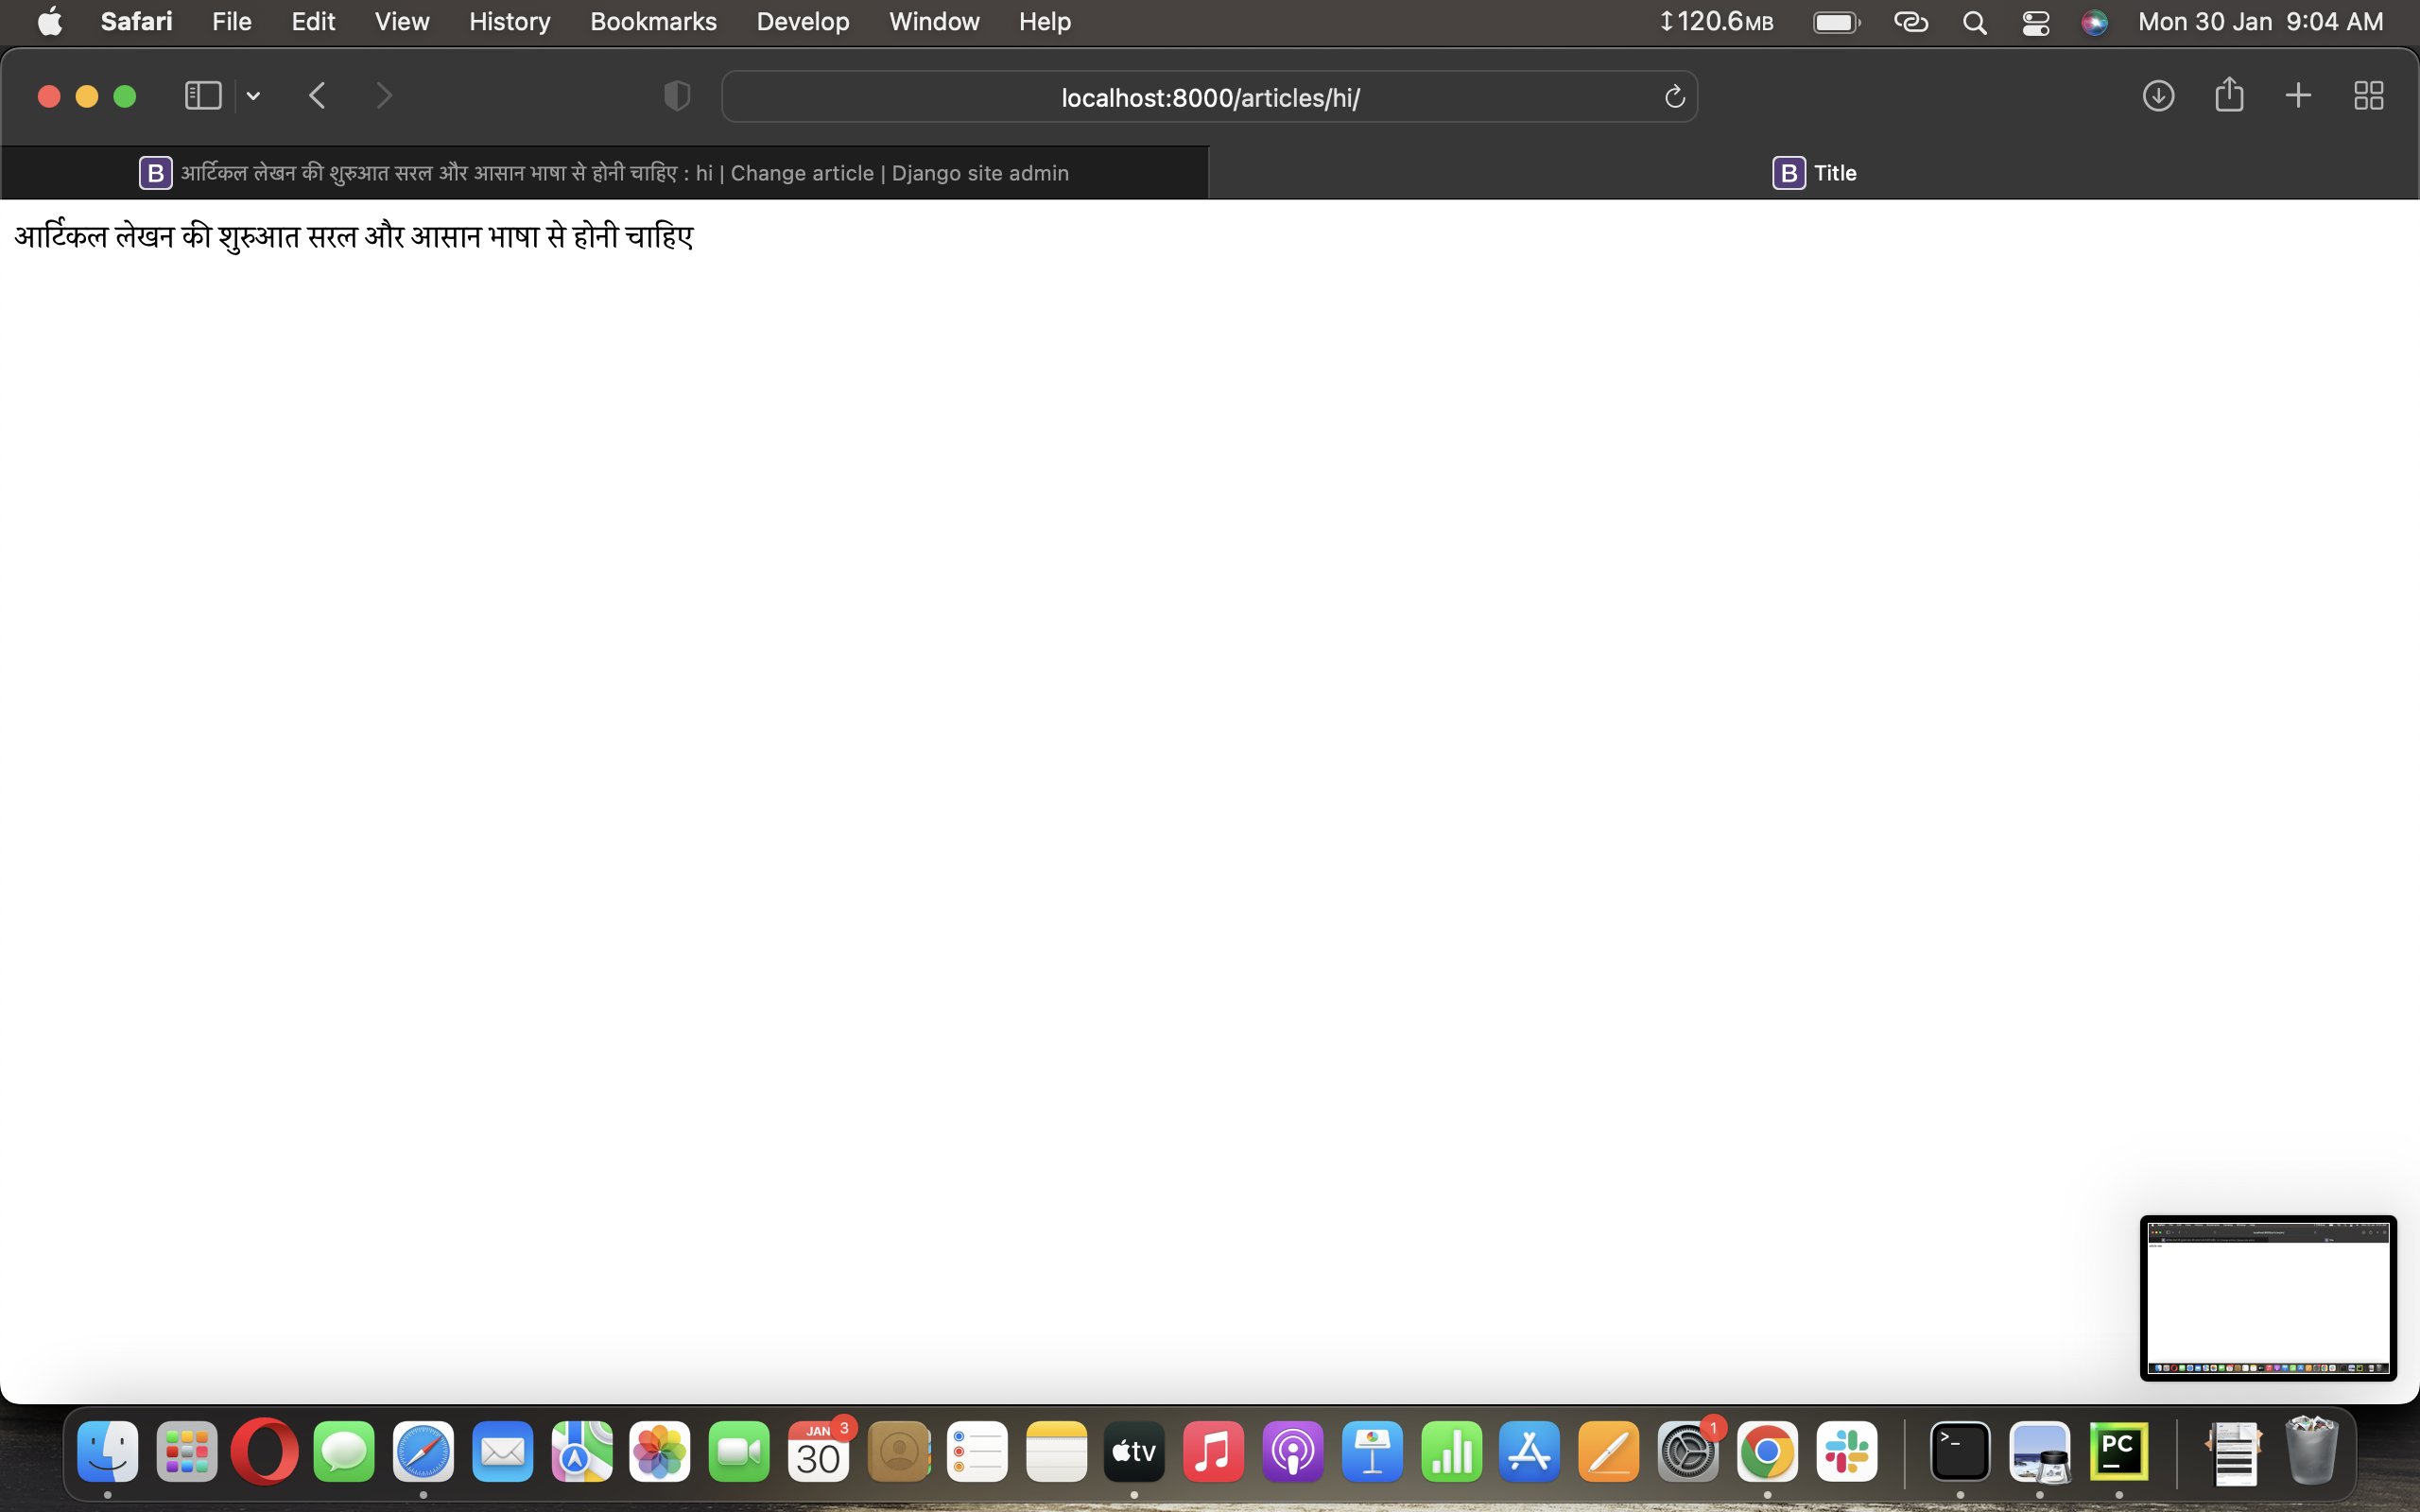 Safari File Edit View History Bookmarks Develop Window Help ↕120.6MB Mon 30 Jan 9:04 AM
localhost:8000/articles/hi/
B आर्टिकल लेखन की शुरुआत सरल और आसान भाषा से होनी चाहिए : hi | Change article | Django site admin
B Title
आर्टिकल लेखन की शुरुआत सरल और आसान भाषा से होनी चाहिए
JAN 3
30
tv
1
>_
PC